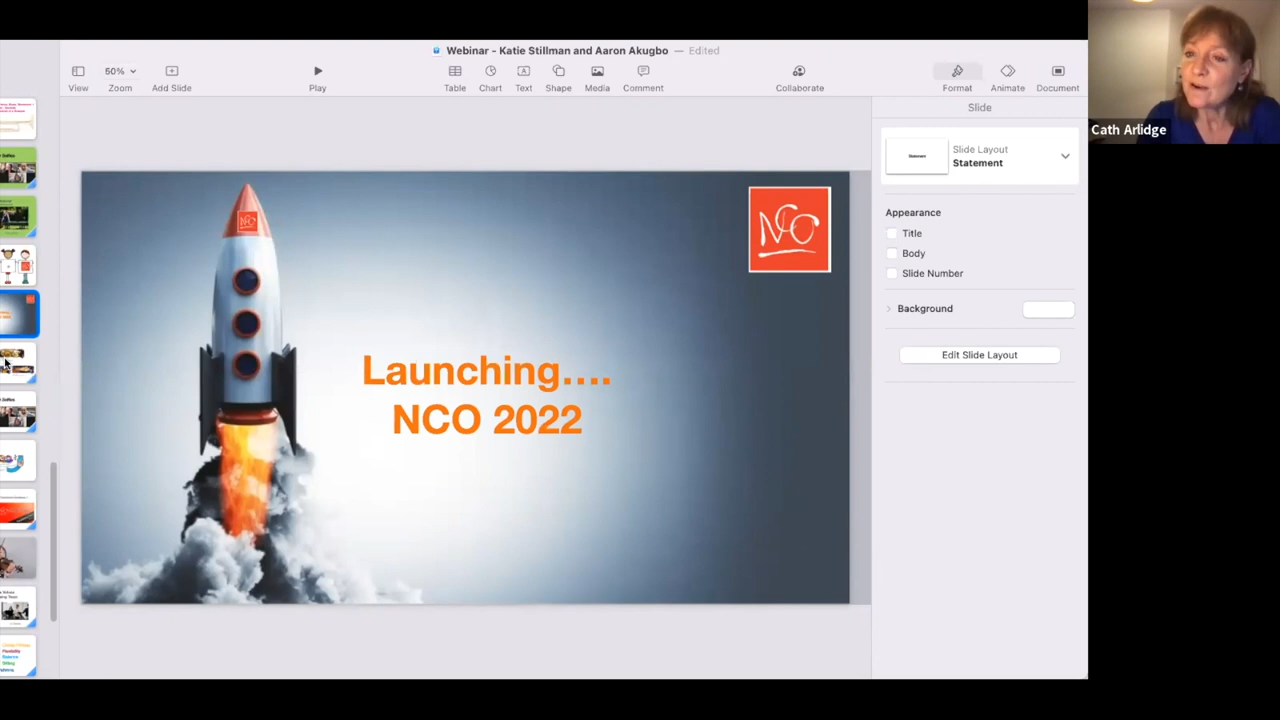 Webinar - Katie Stillman and Aaron Akugbo — Edited
50%
View
Zoom
Add Slide
Play
Table
Chart
Text
Shape
Media
Comment
Collaborate
Format
Animate
Document
Cath Arlidge
Slide
Slide Layout
Statement
Appearance
Title
Body
Slide Number
Background
Edit Slide Layout
NCO
NCO
Launching....
NCO 2022